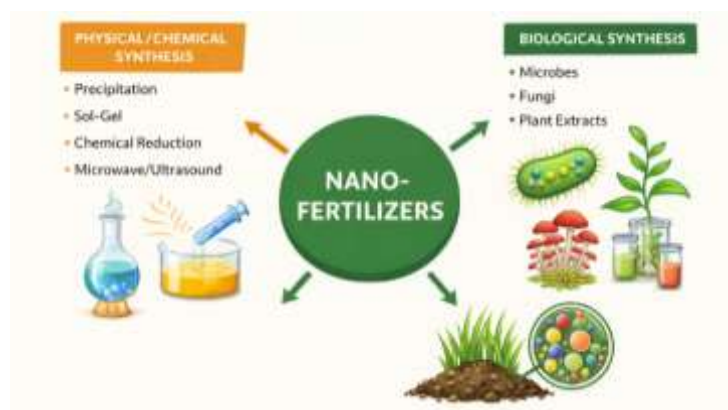 PHYSICAL/CHEMICAL
SYNTHESIS
• Precipitation
• Sol-Gel
• Chemical Reduction
• Microwave/Ultrasound
NANO-
FERTILIZERS
BIOLOGICAL SYNTHESIS
• Microbes
• Fungi
• Plant Extracts